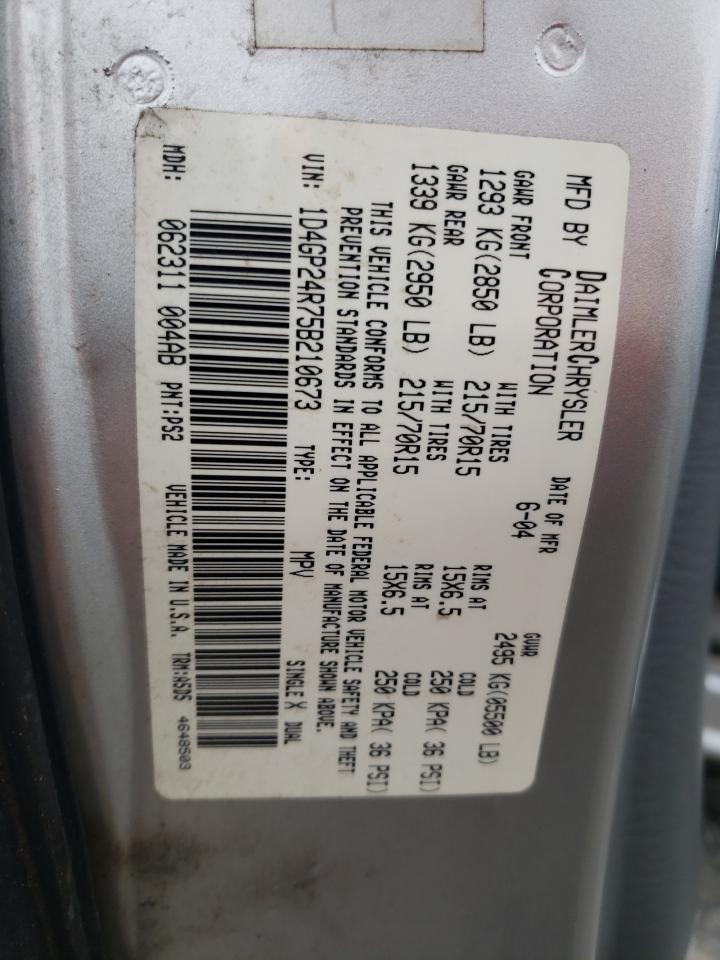 MFD BY DAIMLERCHRYSLER CORPORATION
DATE OF MFR 6-04
GVWR 2495 KG(05500 LB)
GAWR FRONT WITH TIRES RIMS AT COLD
1293 KG(2850 LB) 215/70R15 15X6.5 250 KPA( 36 PSI)
GAWR REAR WITH TIRES RIMS AT COLD
1339 KG(2950 LB) 215/70R15 15X6.5 250 KPA( 36 PSI)
THIS VEHICLE CONFORMS TO ALL APPLICABLE FEDERAL MOTOR VEHICLE SAFETY AND THEFT
PREVENTION STANDARDS IN EFFECT ON THE DATE OF MANUFACTURE SHOWN ABOVE.
VIN: 1D4GP24R75B210673 TYPE: MPV SINGLE X DUAL
MDH: 062311 004AB PNT:PS2 VEHICLE MADE IN U.S.A. TRM:A5D5 4648503